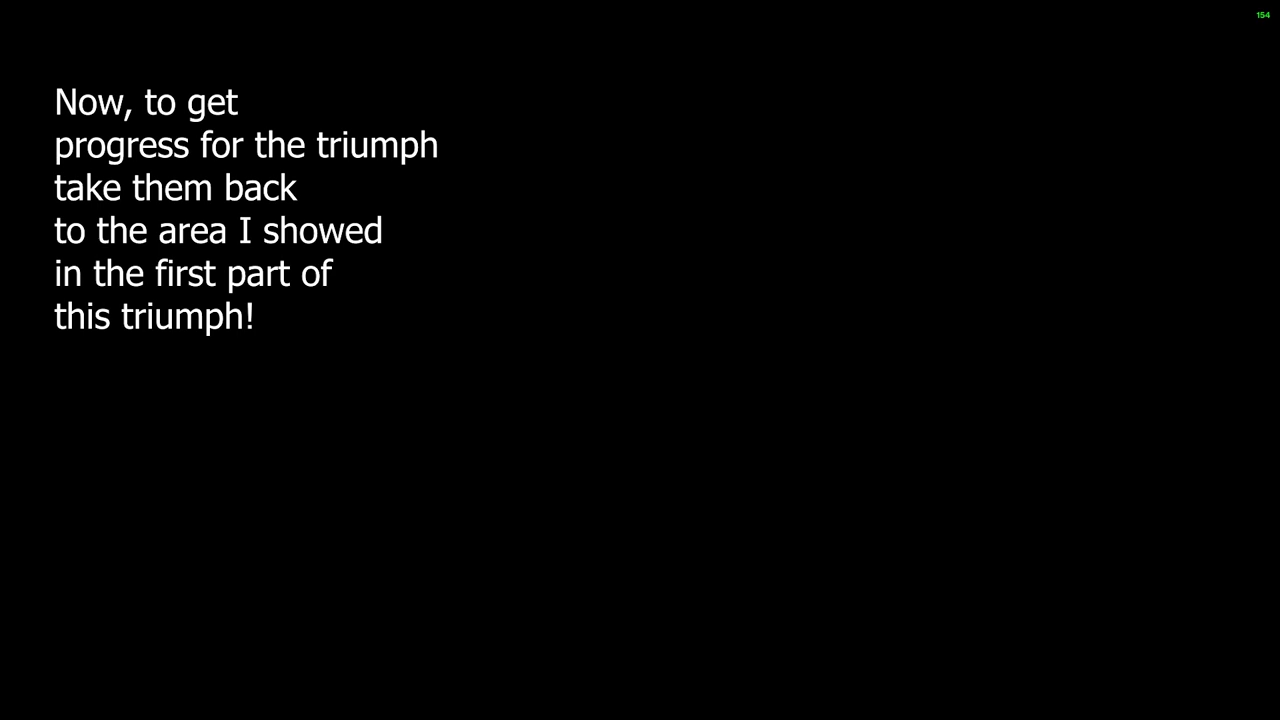 154
Now, to get
progress for the triumph
take them back
to the area I showed
in the first part of
this triumph!